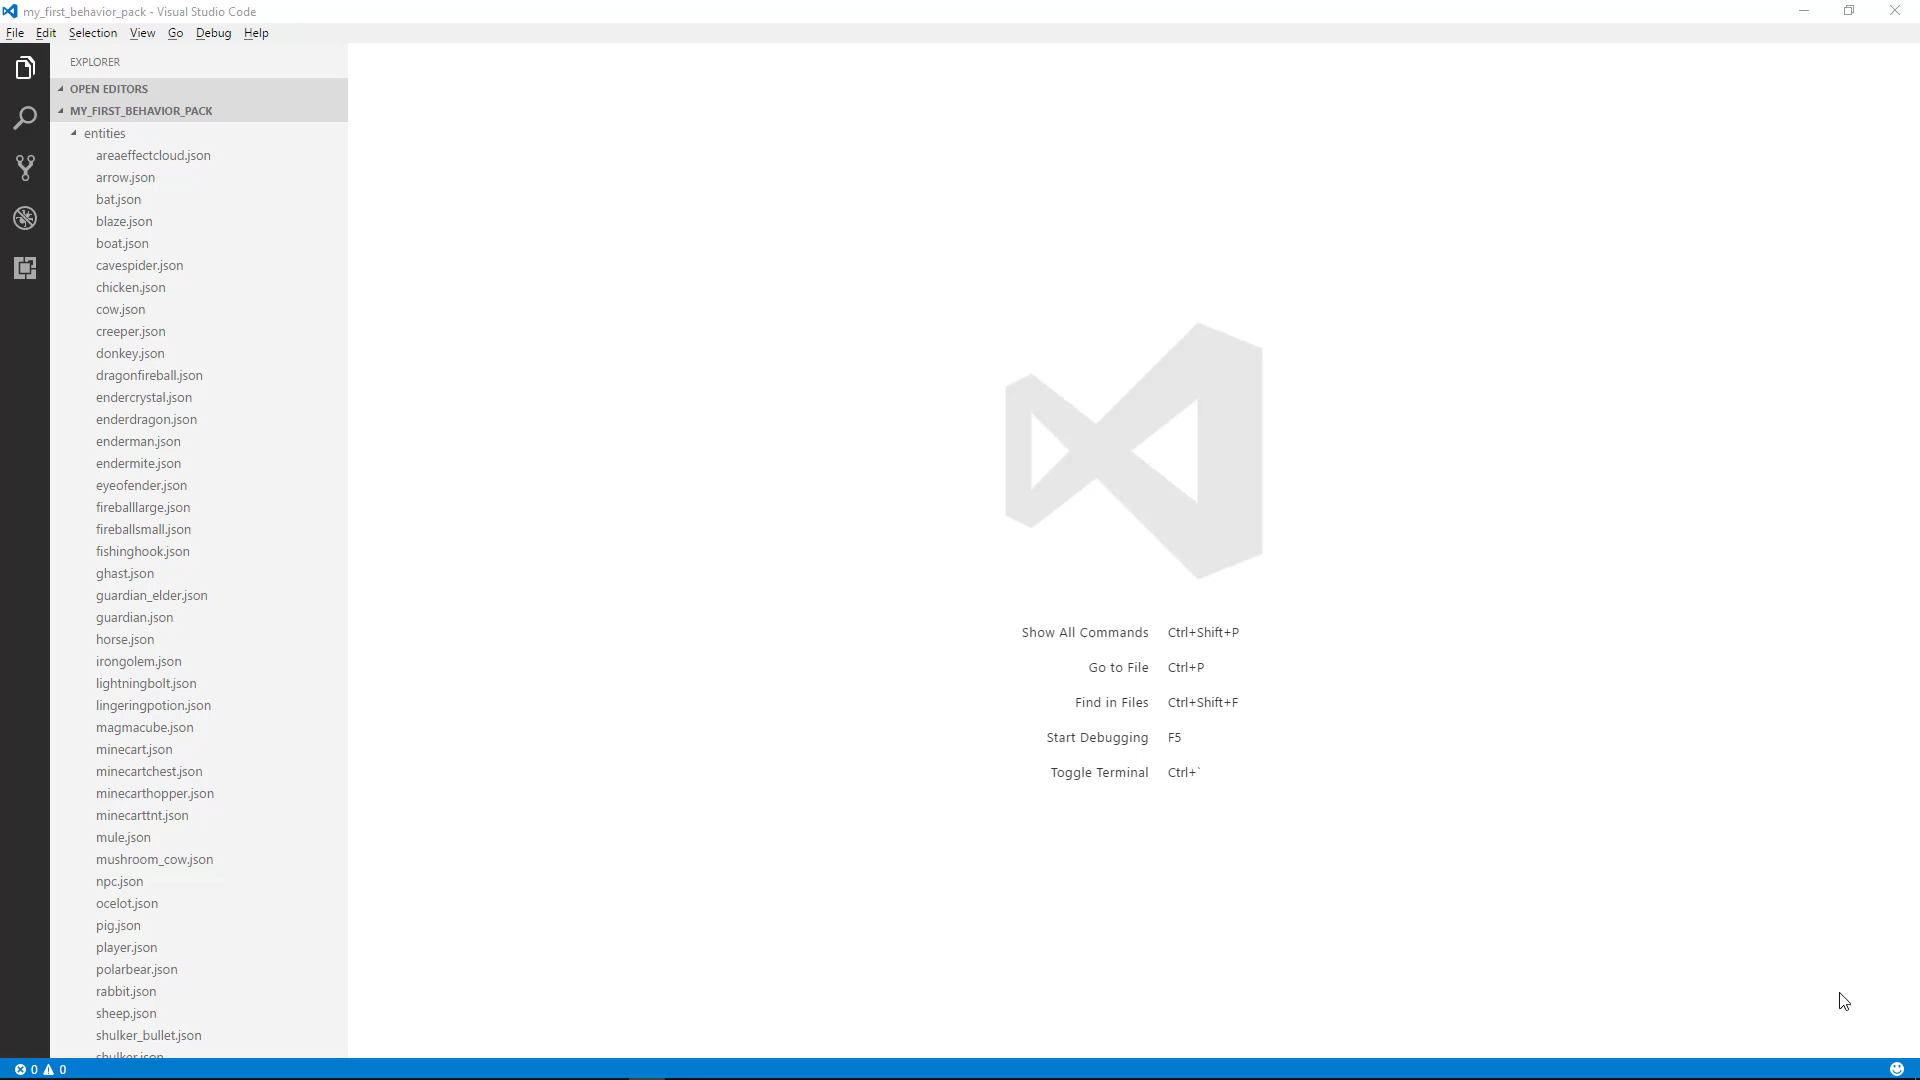 my_first_behavior_pack - Visual Studio Code
File Edit Selection View Go Debug Help
EXPLORER
OPEN EDITORS
MY_FIRST_BEHAVIOR_PACK
entities
areaeffectcloud.json
arrow.json
bat.json
blaze.json
boat.json
cavespider.json
chicken.json
cow.json
creeper.json
donkey.json
dragonfireball.json
endercrystal.json
enderdragon.json
enderman.json
endermite.json
eyeofender.json
fireballlarge.json
fireballsmall.json
fishinghook.json
ghast.json
guardian_elder.json
guardian.json
horse.json
irongolem.json
lightningbolt.json
lingeringpotion.json
magmacube.json
minecart.json
minecartchest.json
minecarthopper.json
minecarttnt.json
mule.json
mushroom_cow.json
npc.json
ocelot.json
pig.json
player.json
polarbear.json
rabbit.json
sheep.json
shulker_bullet.json
shulker.json
Show All Commands Ctrl+Shift+P
Go to File Ctrl+P
Find in Files Ctrl+Shift+F
Start Debugging F5
Toggle Terminal Ctrl+`
0 0